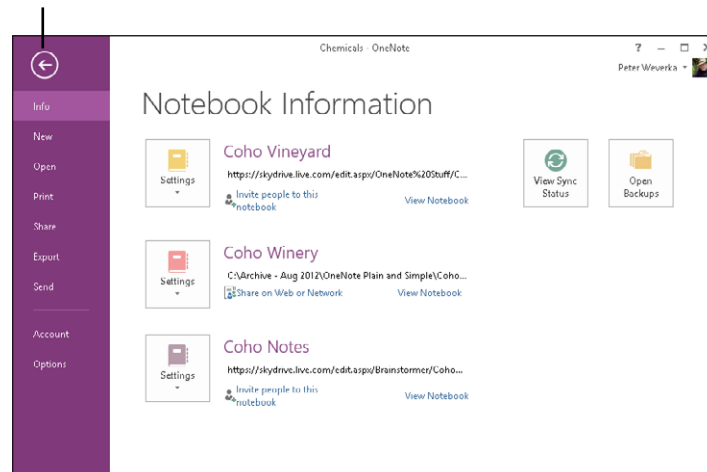 Chemicals - OneNote
?
Peter Weverka
Info
New
Open
Print
Share
Export
Send
Account
Options
Notebook Information
Settings
Coho Vineyard
https://skydrive.live.com/edit.aspx/OneNote%20Stuff/C...
Invite people to this
notebook
View Notebook
View Sync
Status
Open
Backups
Settings
Coho Winery
C:\Archive - Aug 2012\OneNote Plain and Simple\Coho...
Share on Web or Network
View Notebook
Settings
Coho Notes
https://skydrive.live.com/edit.aspx/Brainstormer/Coho...
Invite people to this
notebook
View Notebook